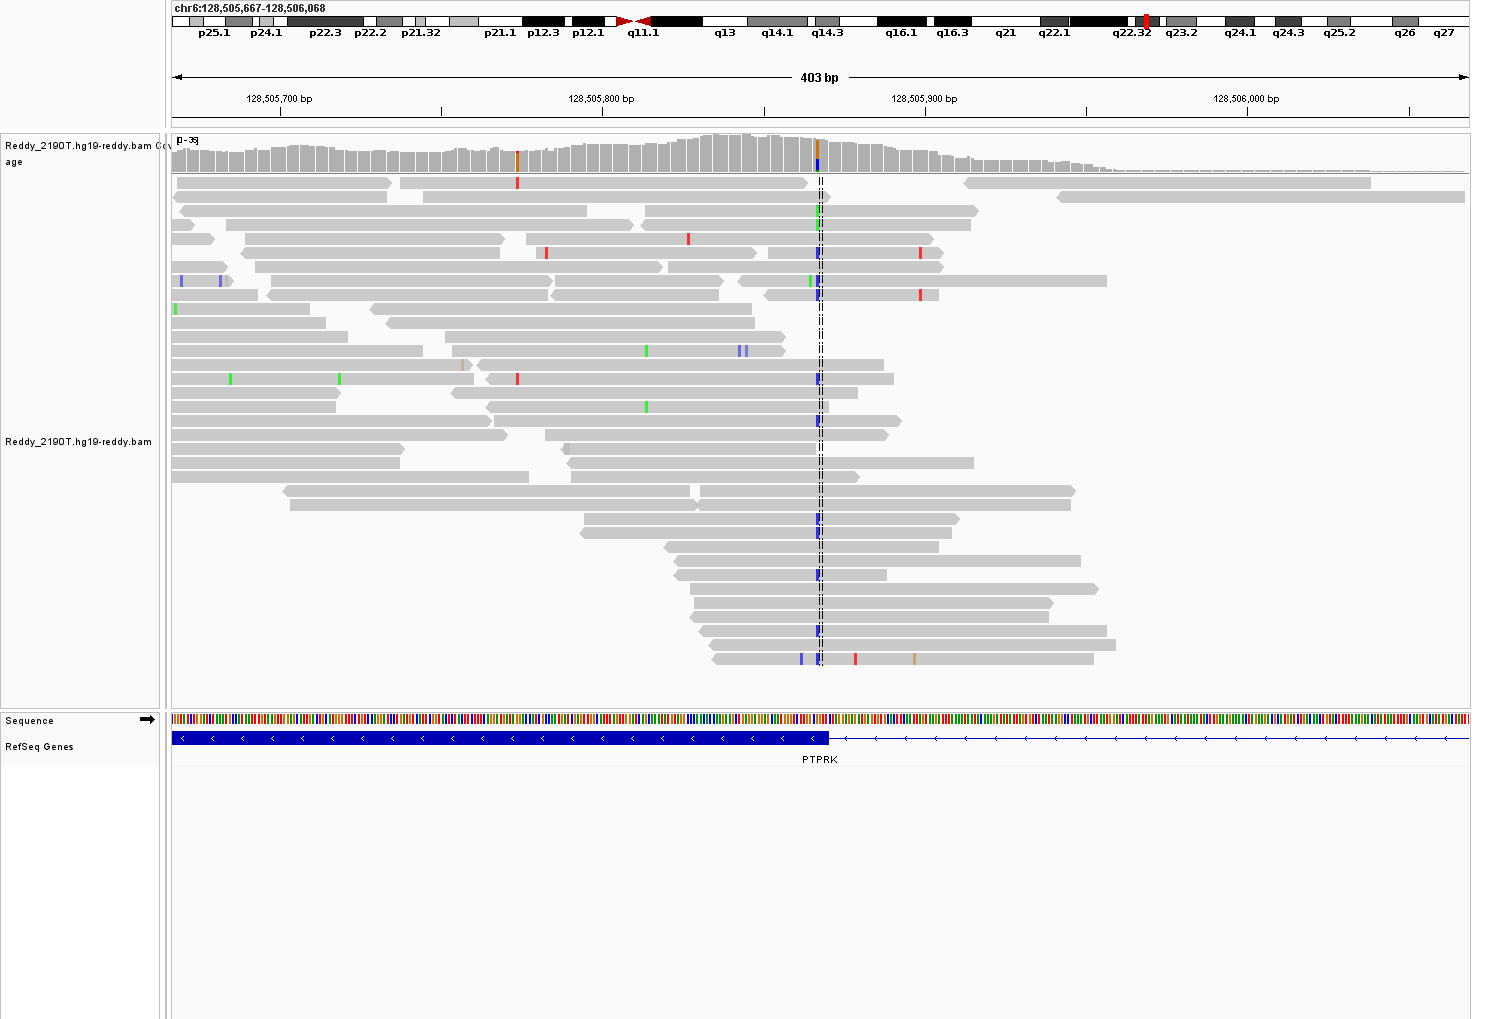 chr6:128,505,667-128,506,068
p25.1 p24.1 p22.3 p22.2 p21.32 p21.1 p12.3 p12.1 q11.1 q13 q14.1 q14.3 q16.1 q16.3 q21 q22.1 q22.32 q23.2 q24.1 q24.3 q25.2 q26 q27
403 bp
128,505,700 bp 128,505,800 bp 128,505,900 bp 128,506,000 bp
[0-35]
Reddy_2190T.hg19-reddy.bam Cov
age
Reddy_2190T.hg19-reddy.bam
Sequence
RefSeq Genes
PTPRK